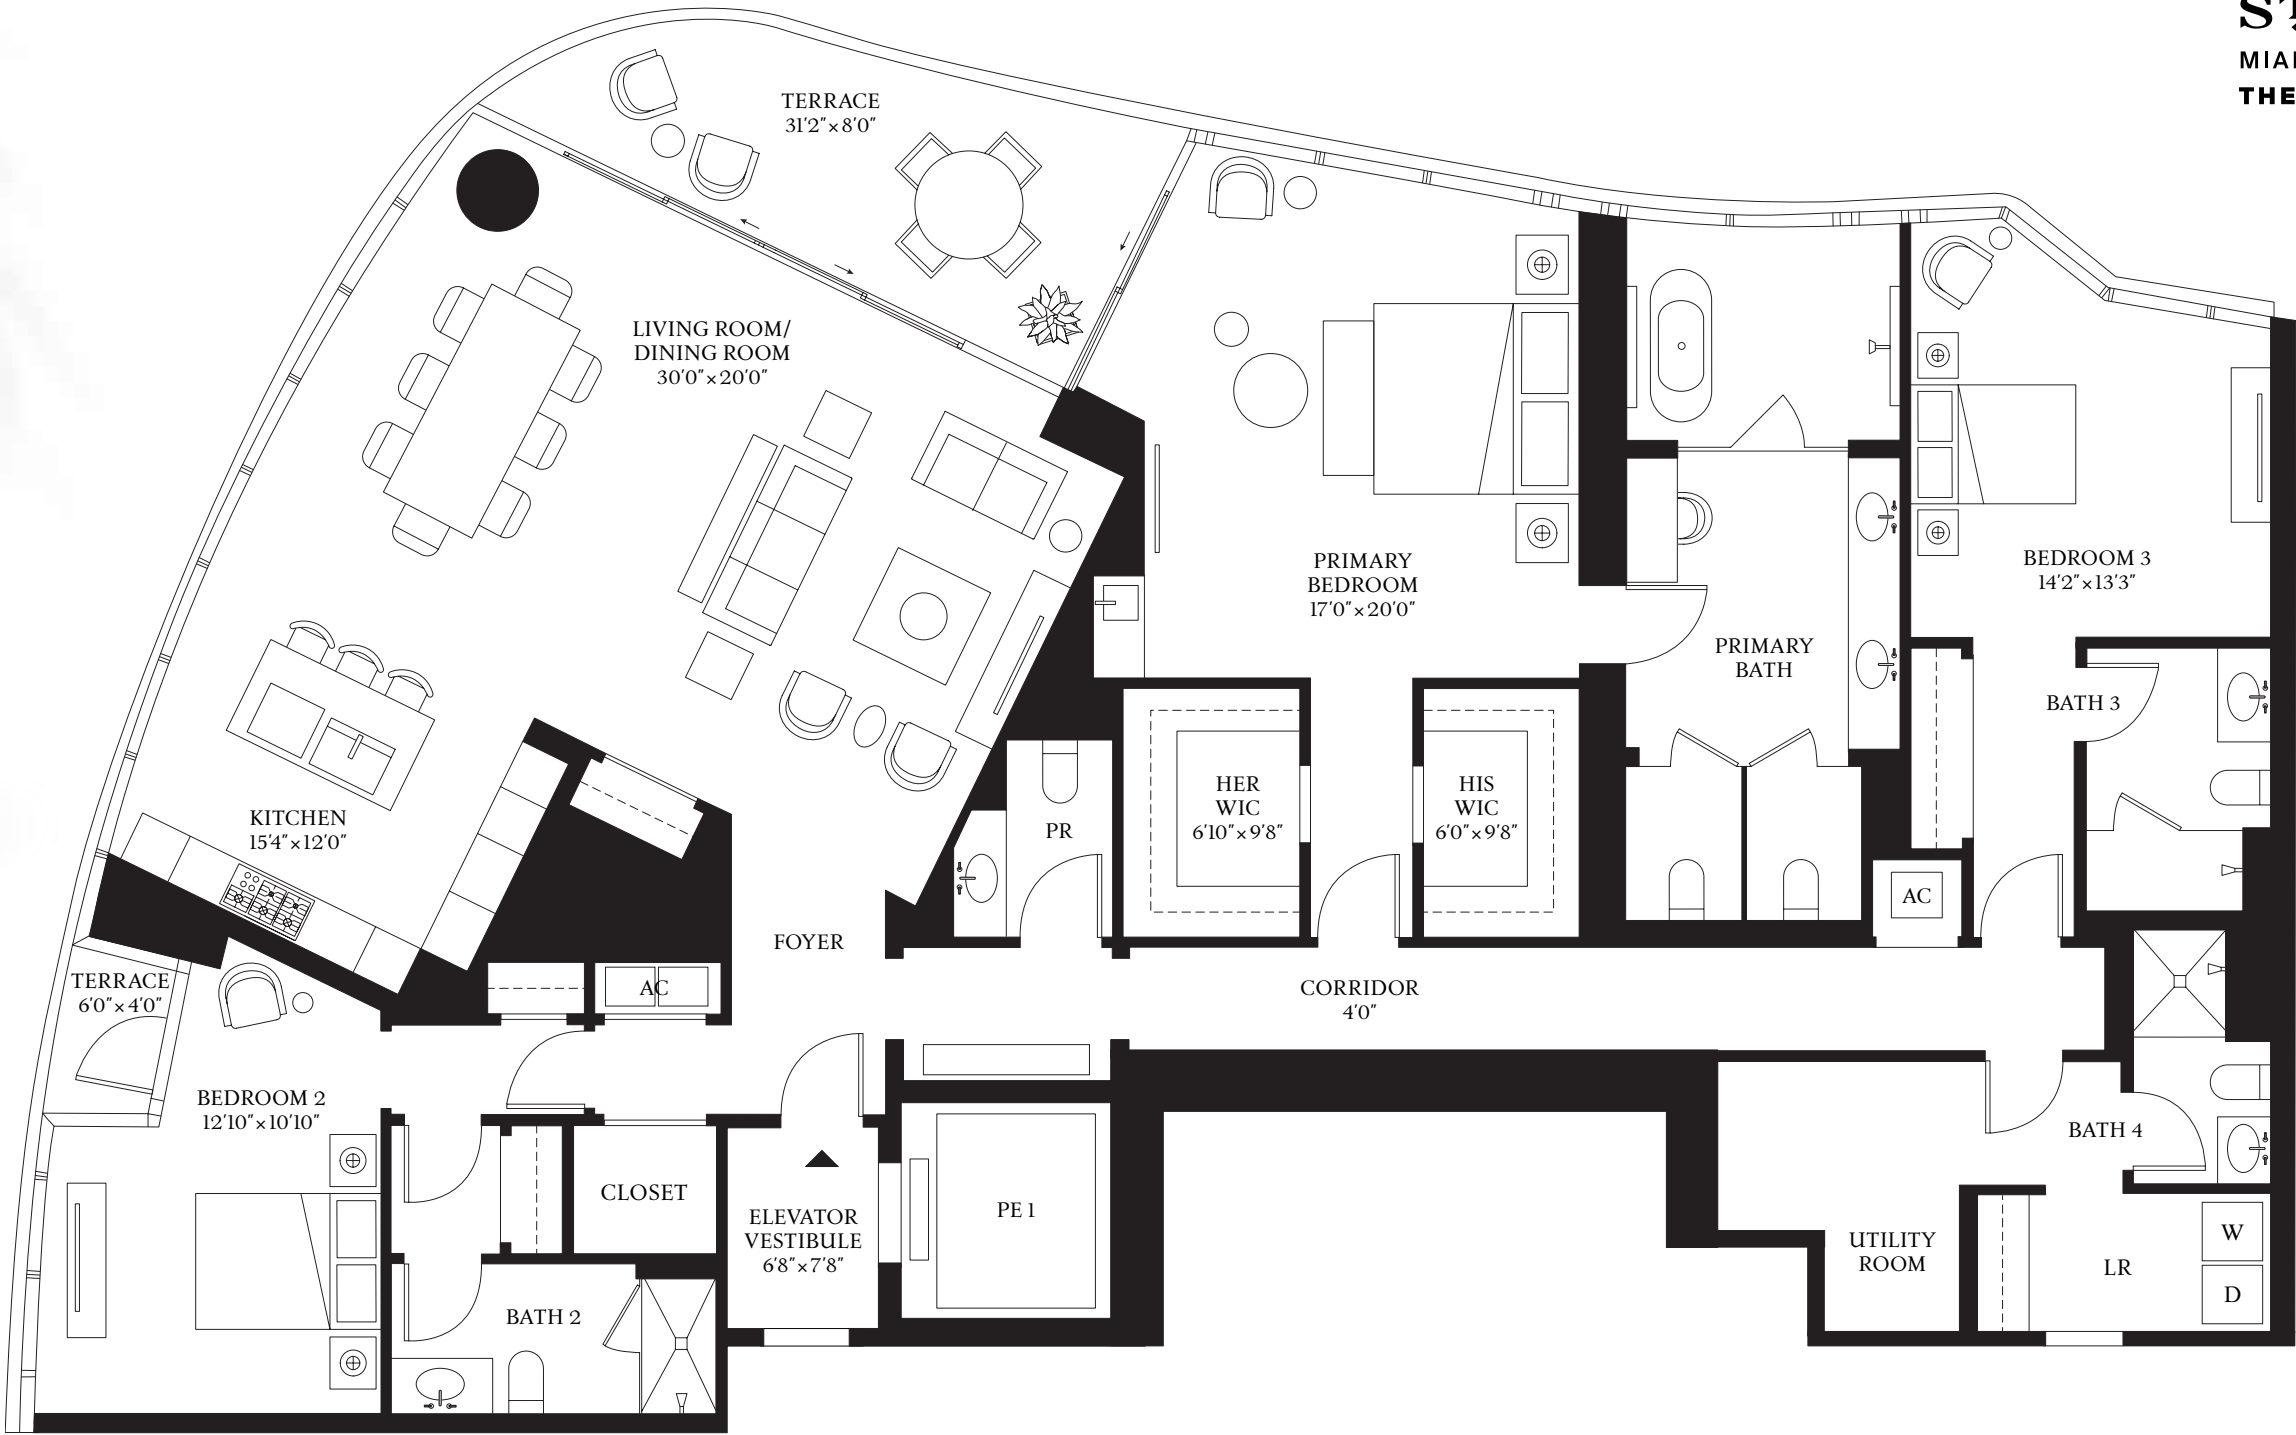 MIA
THE
TERRACE
31'2"×8'0"
LIVING ROOM/
DINING ROOM
30'0"×20'0"
PRIMARY
BEDROOM
17'0"×20'0"
BEDROOM 3
14'2"×13'3"
PRIMARY
BATH
BATH 3
HER
WIC
6'10"×9'8"
HIS
WIC
6'0"×9'8"
KITCHEN
15'4"×12'0"
PR
AC
FOYER
TERRACE
6'0"×4'0"
AC
CORRIDOR
4'0"
BEDROOM 2
12'10"×10'10"
BATH 4
CLOSET
ELEVATOR
VESTIBULE
6'8"×7'8"
PE 1
UTILITY
ROOM
LR
W
D
BATH 2